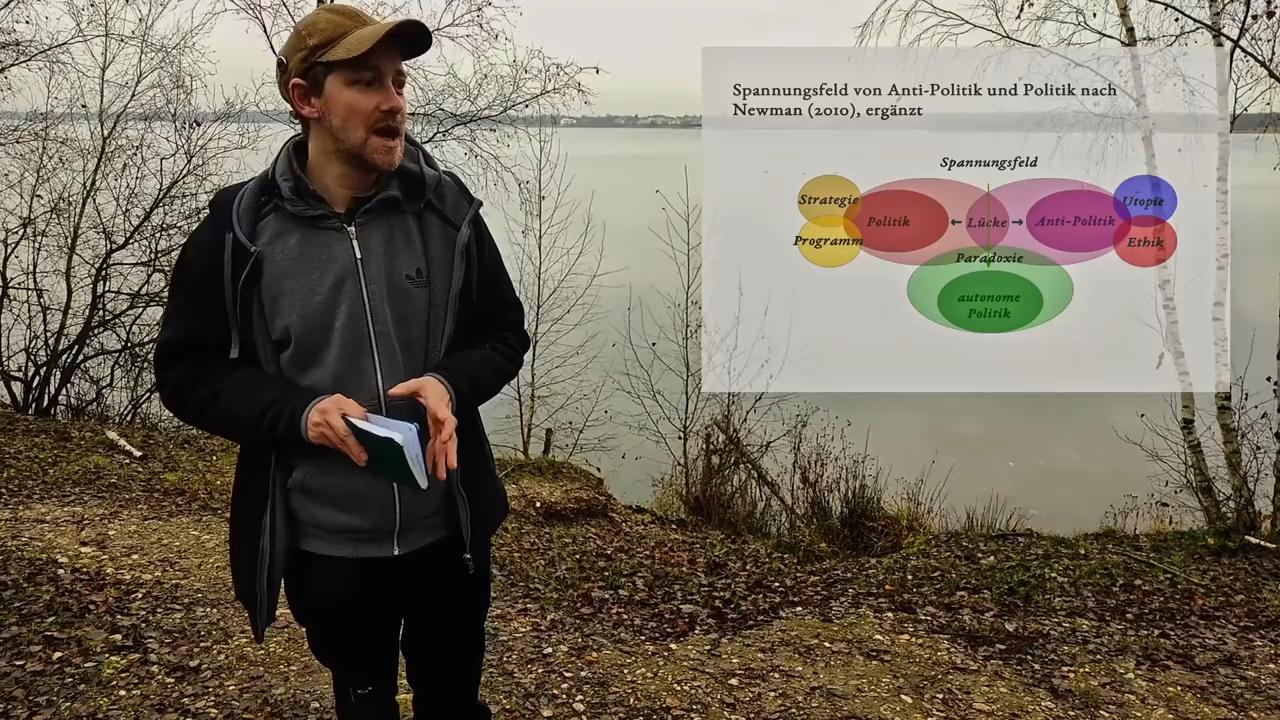 Spannungsfeld von Anti-Politik und Politik nach
Newman (2010), ergänzt
Spannungsfeld
Strategie
Programm
Politik
Lücke
Anti-Politik
Utopie
Ethik
Paradoxie
autonome
Politik